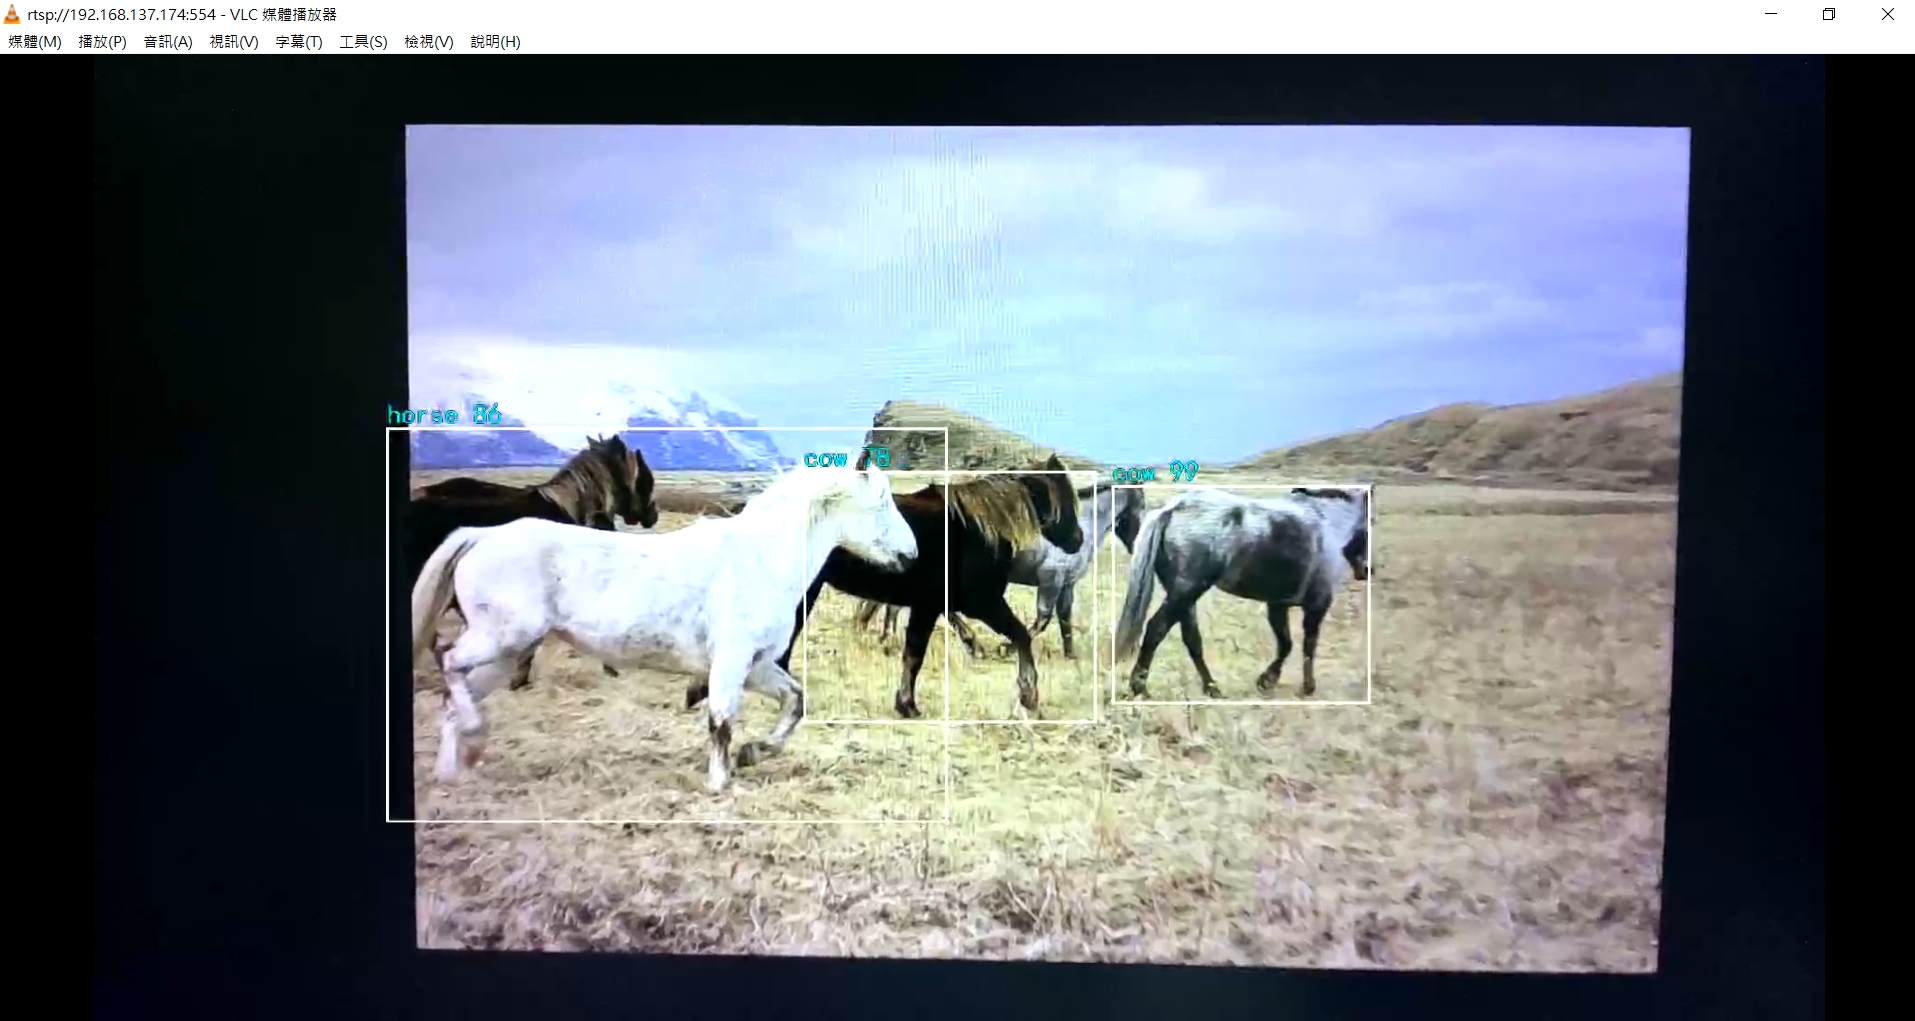 rtsp://192.168.137.174:554 - VLC 媒體播放器
媒體(M) 播放(P) 音訊(A) 視訊(V) 字幕(T) 工具(S) 檢視(V) 說明(H)
horse 86
cow 78
cow 99